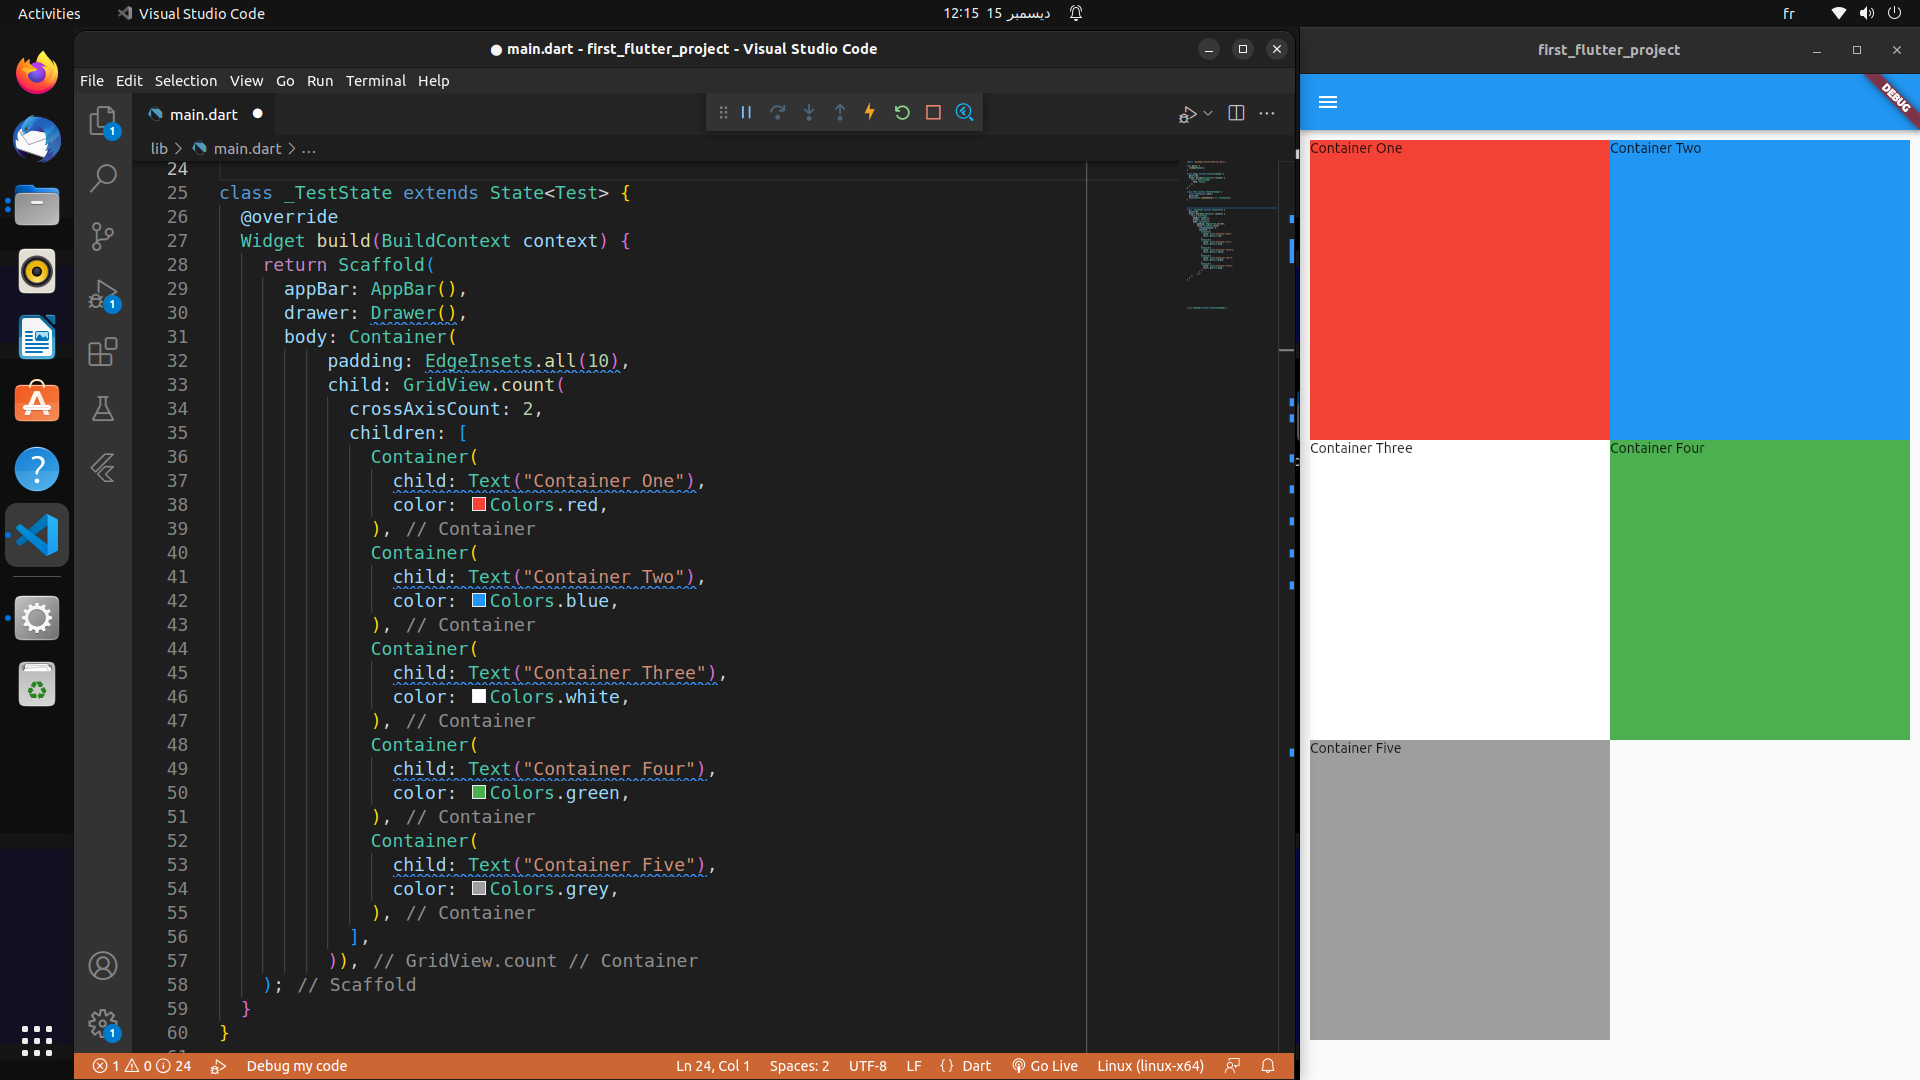 Activities
Visual Studio Code
12:15 15 ديسمبر
fr
main.dart - first_flutter_project - Visual Studio Code
File Edit Selection View Go Run Terminal Help
main.dart
lib > main.dart > ...
24
25 class _TestState extends State<Test> {
26 @override
27 Widget build(BuildContext context) {
28 return Scaffold(
29 appBar: AppBar(),
30 drawer: Drawer(),
31 body: Container(
32 padding: EdgeInsets.all(10),
33 child: GridView.count(
34 crossAxisCount: 2,
35 children: [
36 Container(
37 child: Text("Container One"),
38 color: Colors.red,
39 ), // Container
40 Container(
41 child: Text("Container Two"),
42 color: Colors.blue,
43 ), // Container
44 Container(
45 child: Text("Container Three"),
46 color: Colors.white,
47 ), // Container
48 Container(
49 child: Text("Container Four"),
50 color: Colors.green,
51 ), // Container
52 Container(
53 child: Text("Container Five"),
54 color: Colors.grey,
55 ), // Container
56 ],
57 )), // GridView.count // Container
58 ); // Scaffold
59 }
60 }
1
1
1
1 0 24 Debug my code Ln 24, Col 1 Spaces: 2 UTF-8 LF {} Dart Go Live Linux (linux-x64)
first_flutter_project
DEBUG
Container One
Container Two
Container Three
Container Four
Container Five